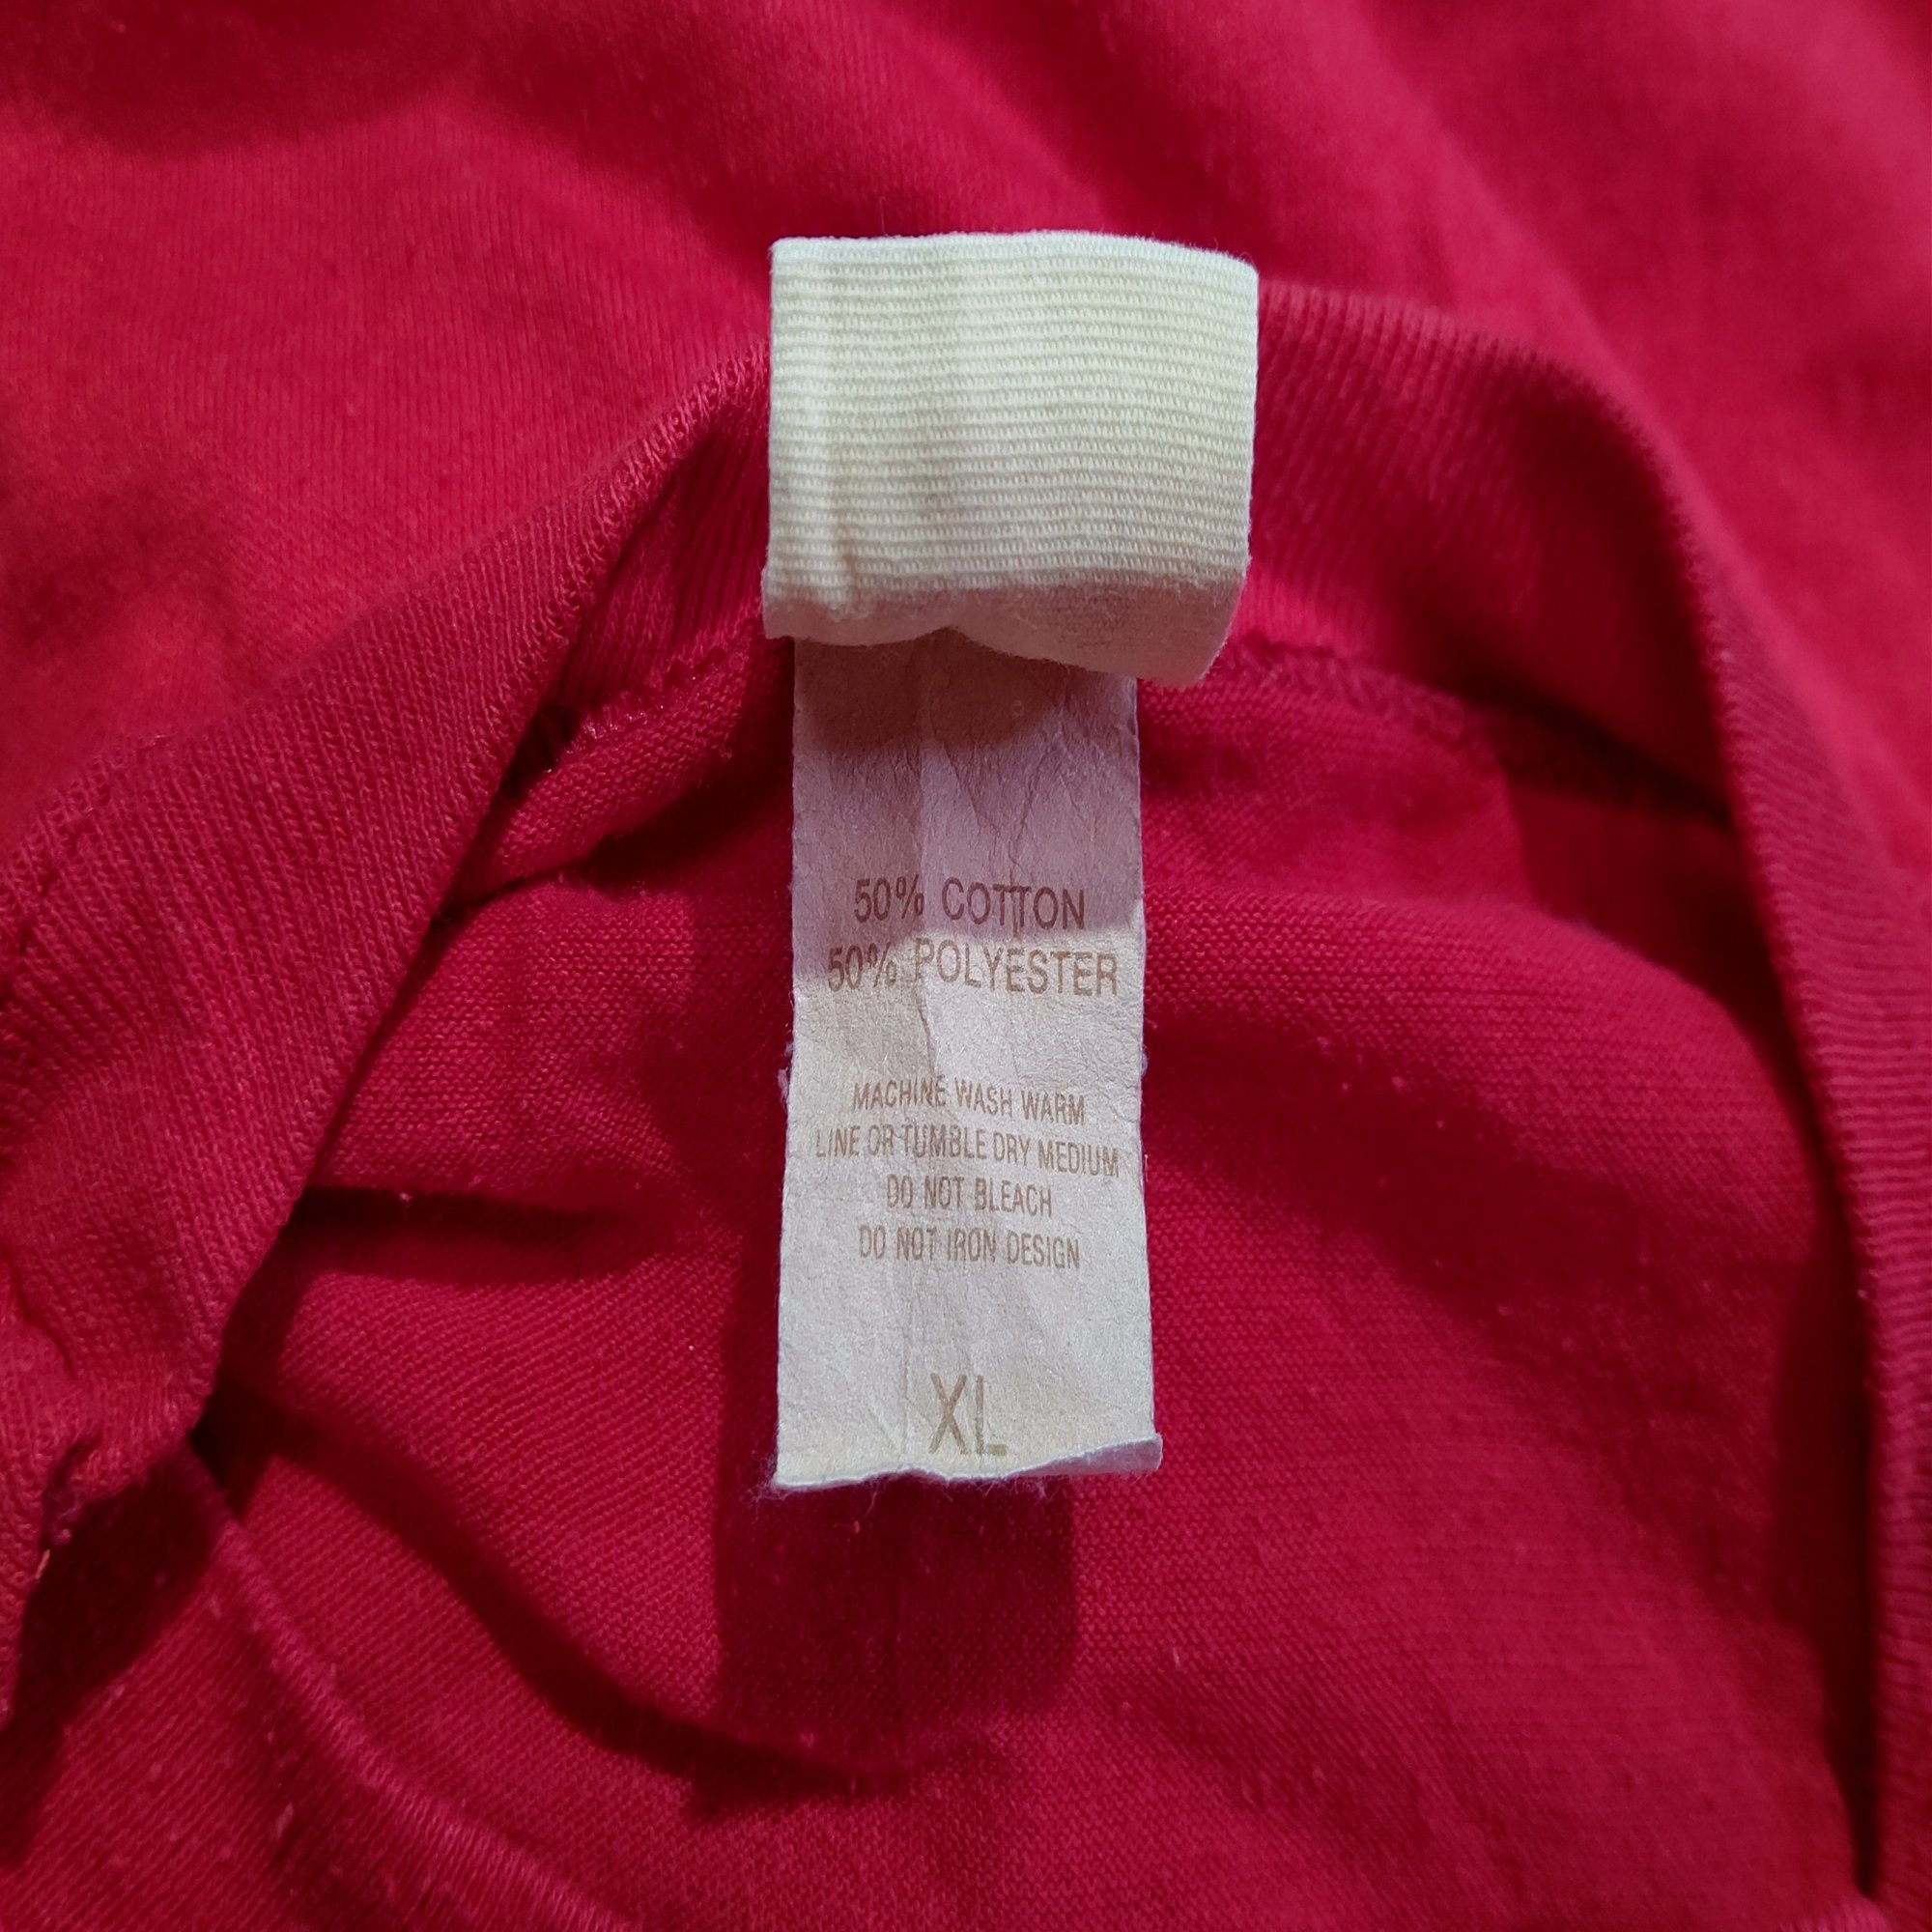 50% COTTON
50% POLYESTER
MACHINE WASH WARM
LINE OR TUMBLE DRY MEDIUM
DO NOT BLEACH
DO NOT IRON DESIGN
XL